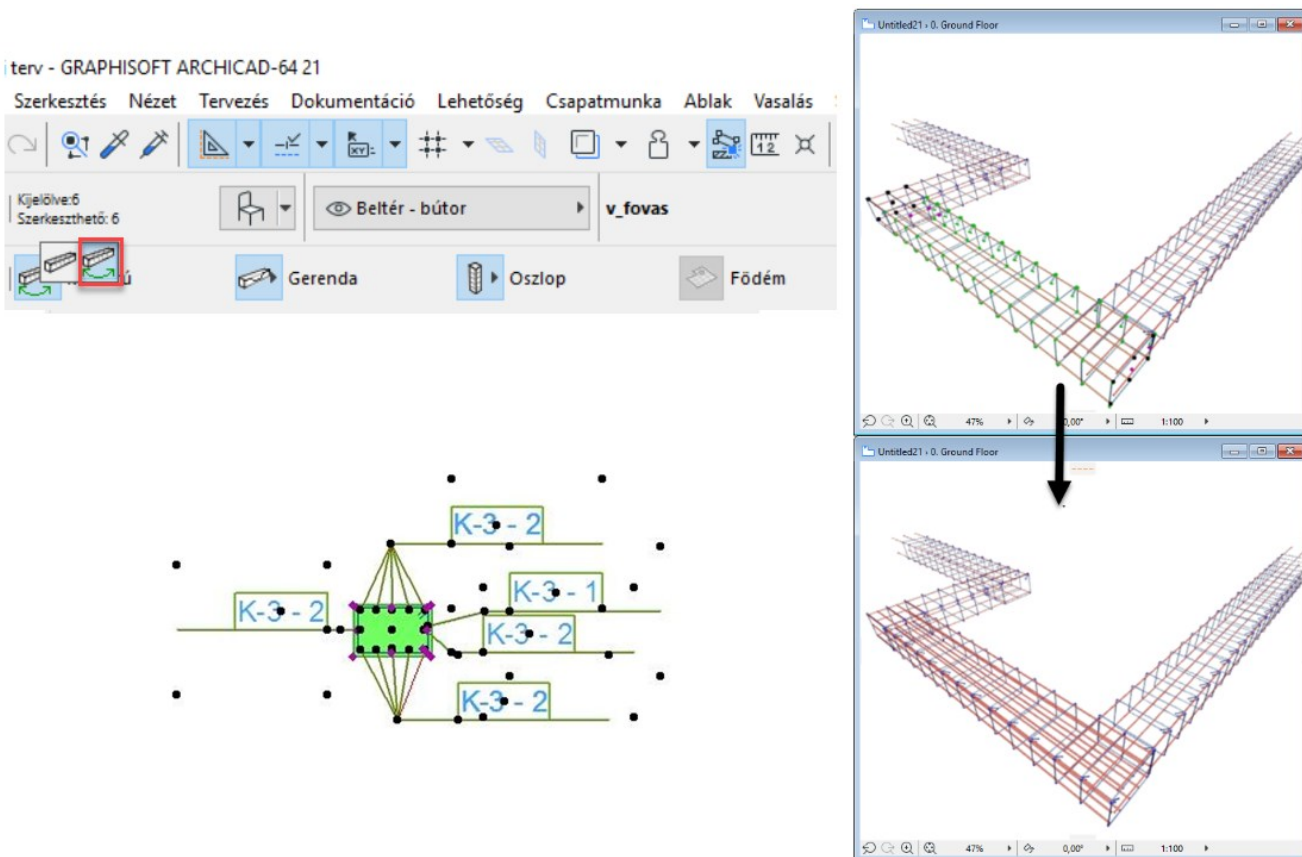 terv - GRAPHISOFT ARCHICAD-64 21
Szerkesztés Nézet Tervezés Dokumentáció Lehetőség Csapatmunka Ablak Vasalás
Kijelölve:6
Szerkeszthető: 6
Beltér - bútor
v_fovas
Gerenda
Oszlop
Födém
K-3 - 2
K-3 - 1
K-3 - 2
K-3 - 2
K-3 - 2
Untitled21 › 0. Ground Floor
47% 0,00° 1:100
Untitled21 › 0. Ground Floor
47% 0,00° 1:100